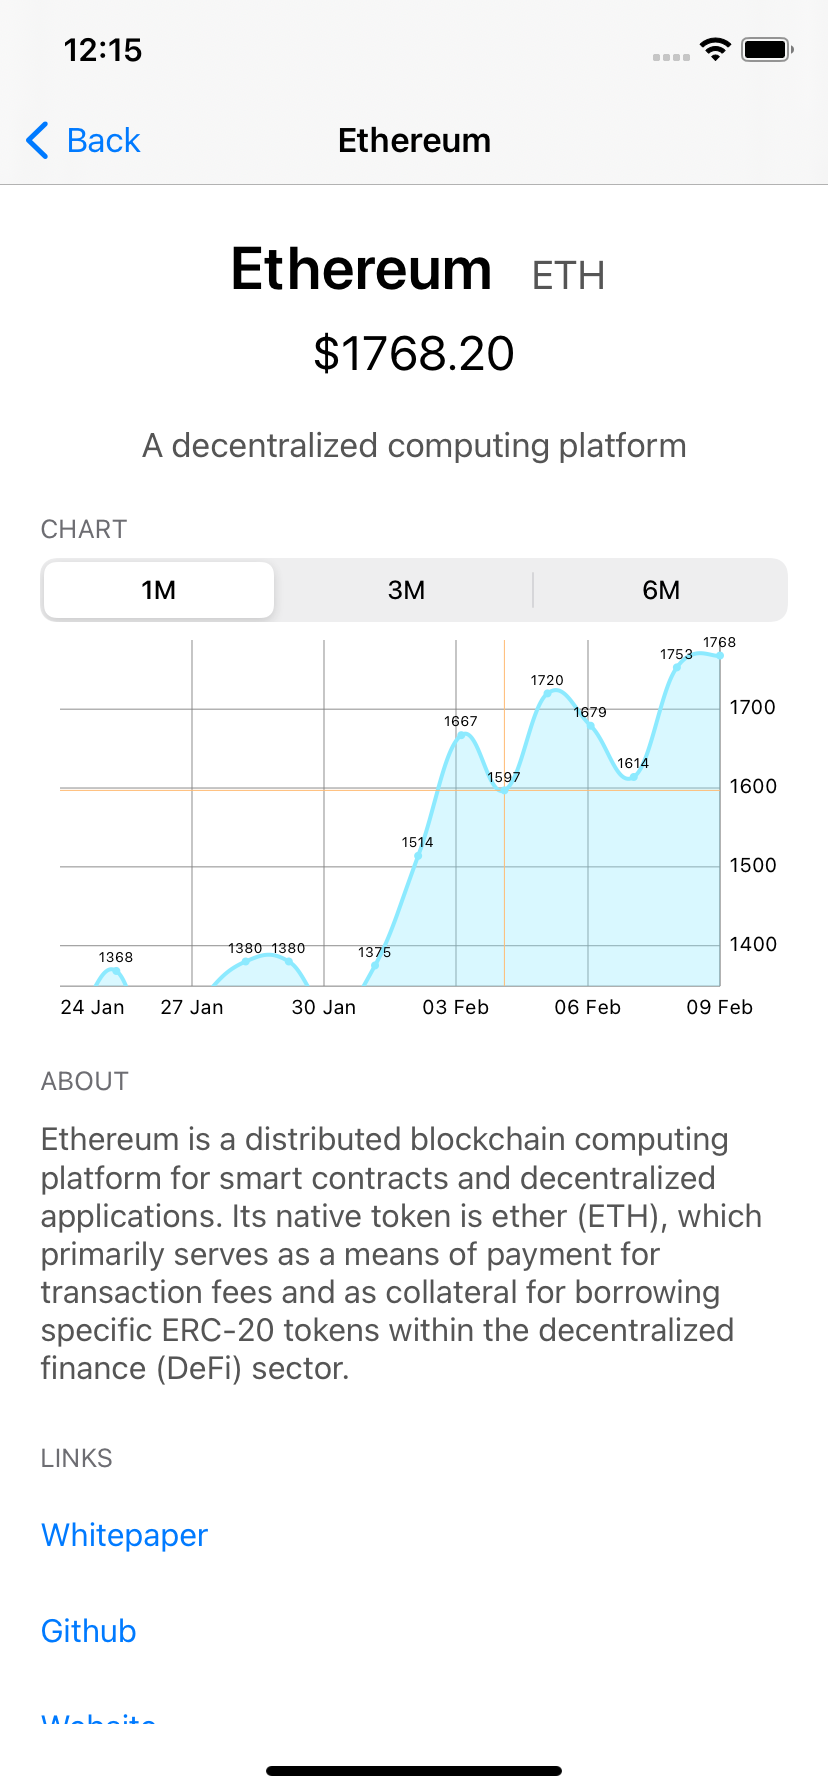 12:15
Back
Ethereum
Ethereum ETH
$1768.20
A decentralized computing platform
CHART
1M 3M 6M
1768
1753
1720
1679
1667
1614
1597
1514
1380 1380
1375
1368
1700
1600
1500
1400
24 Jan 27 Jan 30 Jan 03 Feb 06 Feb 09 Feb
ABOUT
Ethereum is a distributed blockchain computing
platform for smart contracts and decentralized
applications. Its native token is ether (ETH), which
primarily serves as a means of payment for
transaction fees and as collateral for borrowing
specific ERC-20 tokens within the decentralized
finance (DeFi) sector.
LINKS
Whitepaper
Github
Website